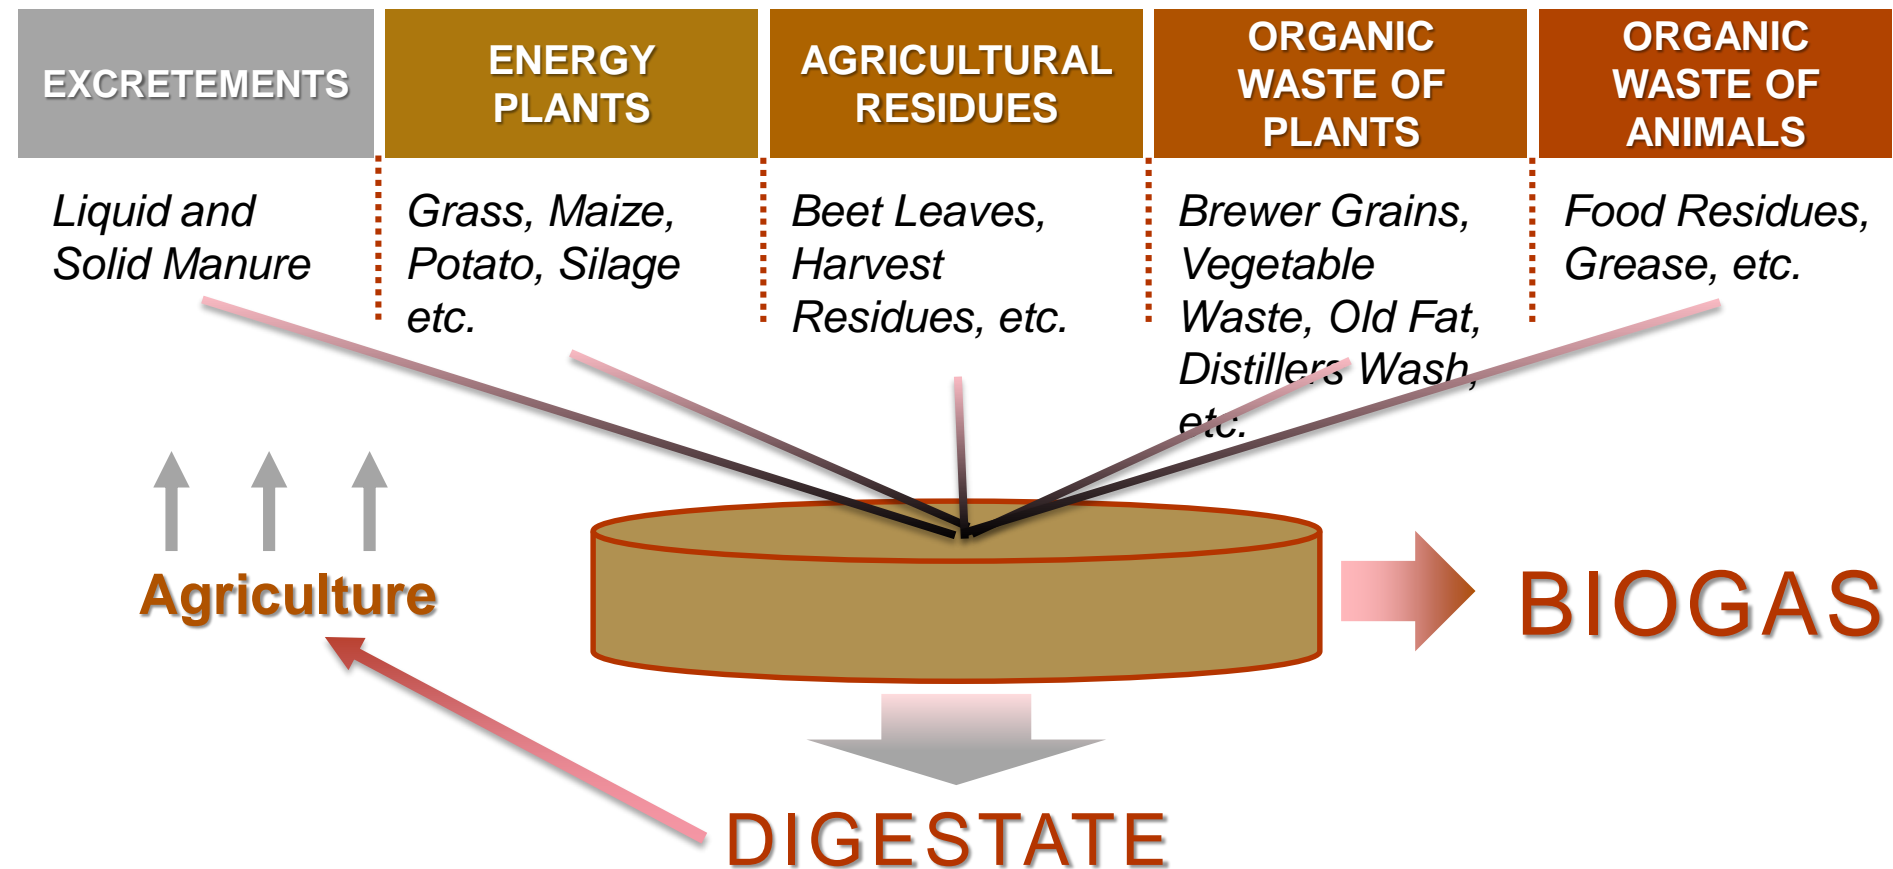 EXCRETEMENTS
ENERGY
PLANTS
AGRICULTURAL
RESIDUES
ORGANIC
WASTE OF
PLANTS
ORGANIC
WASTE OF
ANIMALS
Liquid and
Solid Manure
Grass, Maize,
Potato, Silage
etc.
Beet Leaves,
Harvest
Residues, etc.
Brewer Grains,
Vegetable
Waste, Old Fat,
Distillers Wash,
etc.
Food Residues,
Grease, etc.
Agriculture
BIOGAS
DIGESTATE